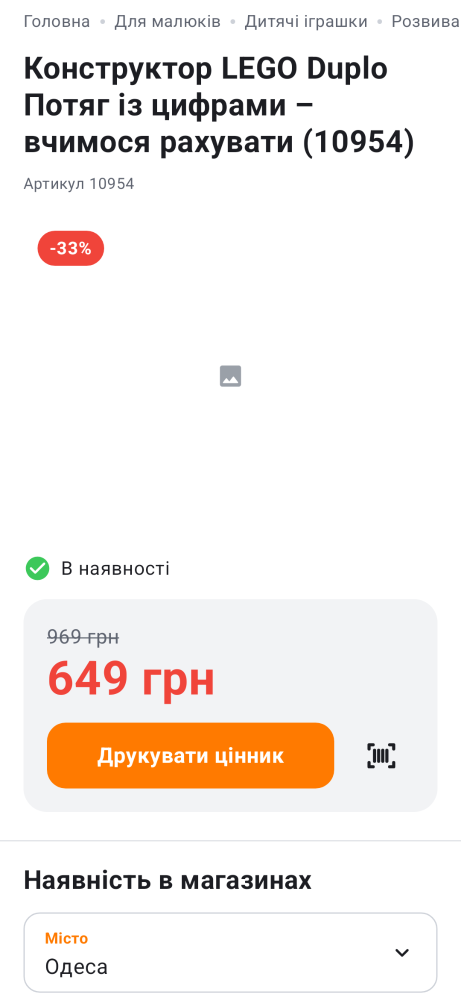 Головна • Для малюків • Дитячі іграшки • Розвива
Конструктор LEGO Duplo
Потяг із цифрами –
вчимося рахувати (10954)
Артикул 10954
-33%
В наявності
969 грн
649 грн
Друкувати цінник
Наявність в магазинах
Місто
Одеса